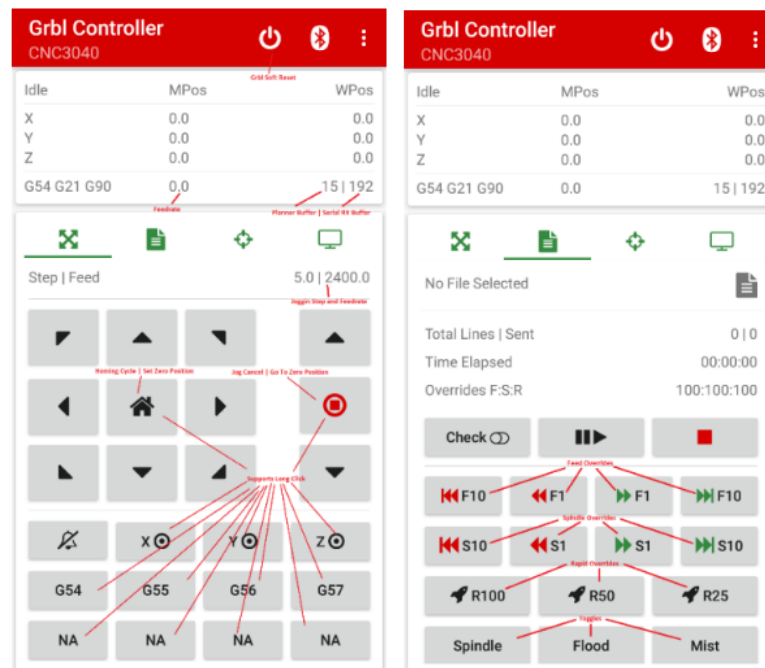 Grbl Controller
CNC3040
Grbl Soft Reset
Idle MPos WPos
X 0.0 0.0
Y 0.0 0.0
Z 0.0 0.0
G54 G21 G90 0.0 15 | 192
Feedrate
Planner Buffer | Serial RX Buffer
Step | Feed 5.0 | 2400.0
Joggin Step and Feedrate
Homing Cycle | Set Zero Position
Jog Cancel | Go To Zero Position
Supports Long Click
X Y Z
G54 G55 G56 G57
NA NA NA NA
Grbl Controller
CNC3040
Idle MPos WPos
X 0.0 0.0
Y 0.0 0.0
Z 0.0 0.0
G54 G21 G90 0.0 15 | 192
No File Selected
Total Lines | Sent 0 | 0
Time Elapsed 00:00:00
Overrides F:S:R 100:100:100
Check
Feed Overrides
F10 F1 F1 F10
Spindle Overrides
S10 S1 S1 S10
Rapid Overrides
R100 R50 R25
Toggles
Spindle Flood Mist